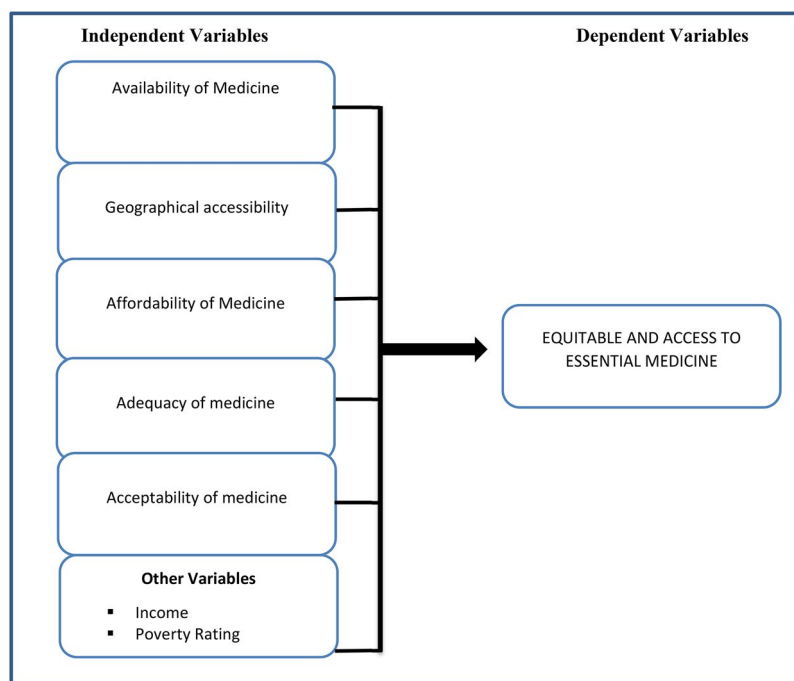 Independent Variables
Dependent Variables
Availability of Medicine
Geographical accessibility
Affordability of Medicine
Adequacy of medicine
Acceptability of medicine
Other Variables
▪ Income
▪ Poverty Rating
EQUITABLE AND ACCESS TO
ESSENTIAL MEDICINE